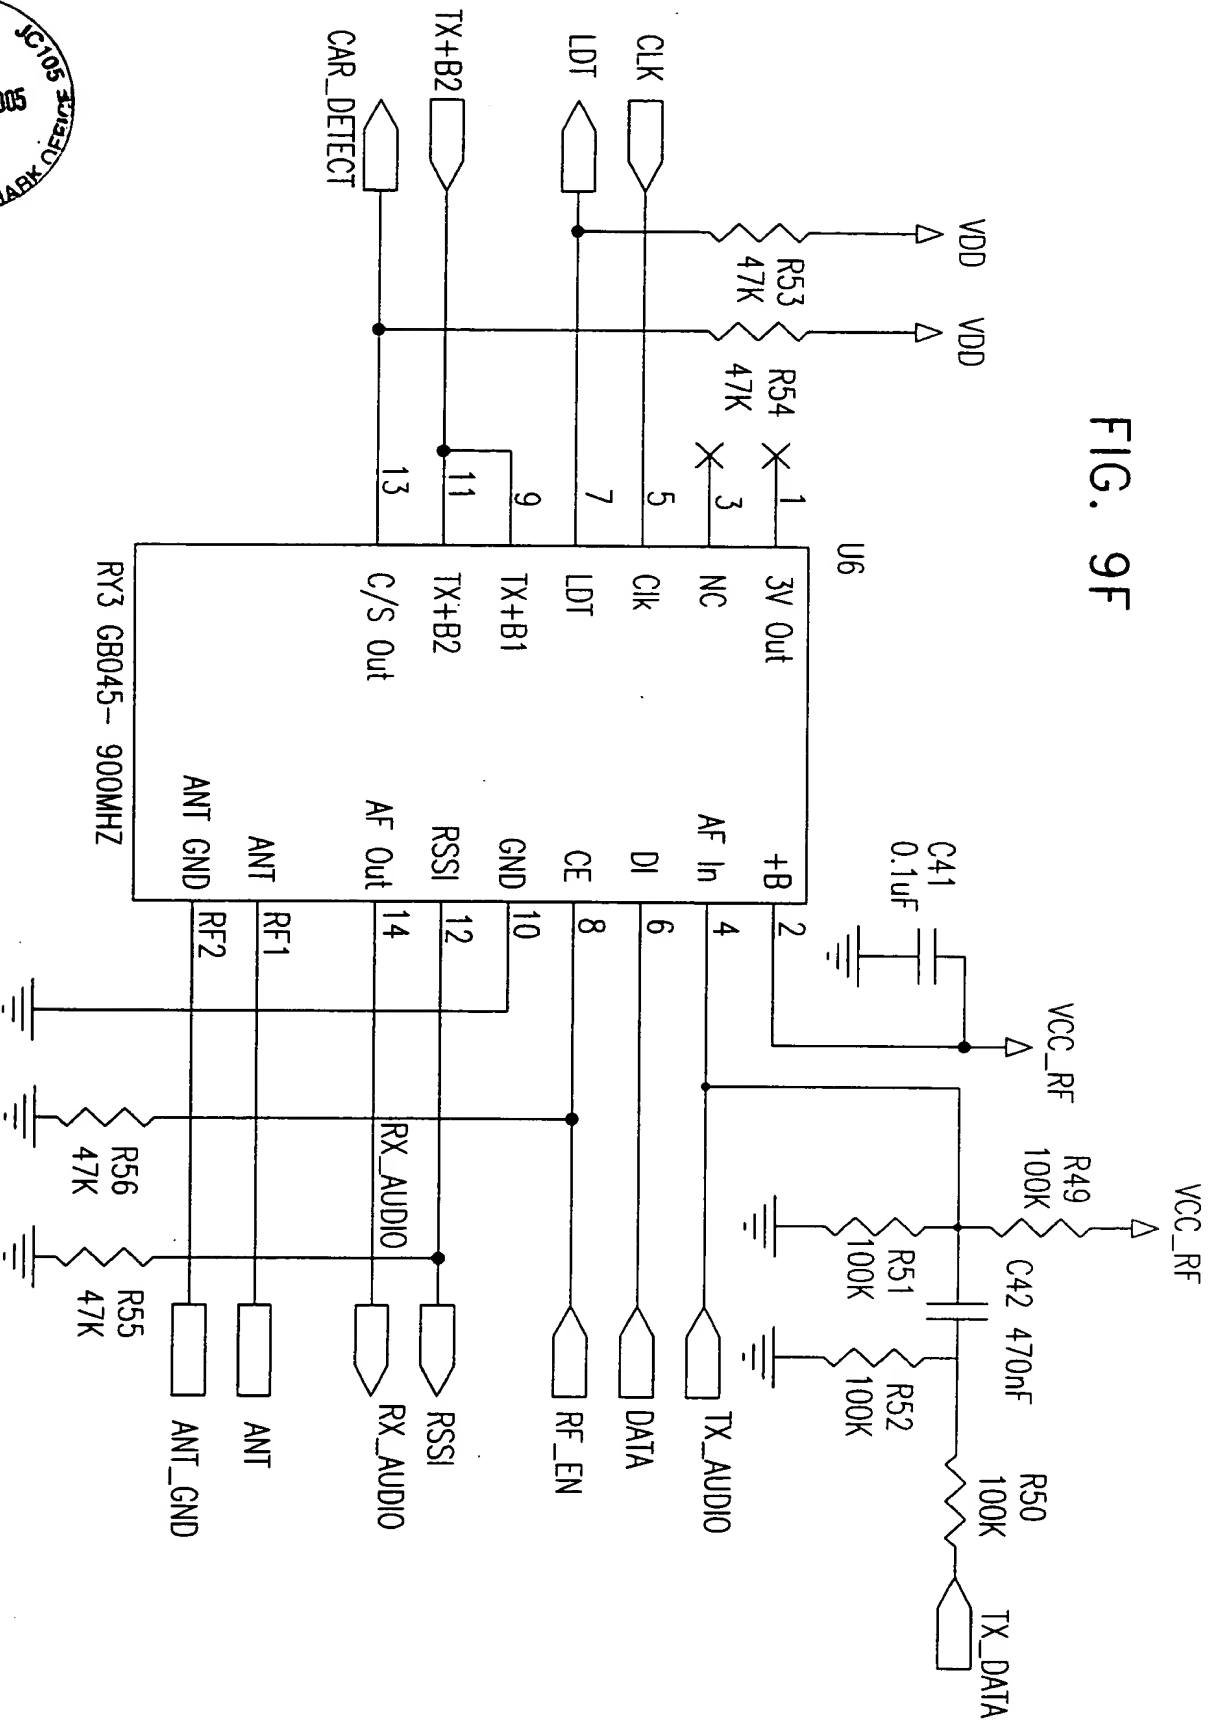 FIG. 9F
VDD
VDD
R53
47K
R54
47K
CLK
LDT
TX+B2
CAR_DETECT
1
3
5
7
9
11
13
U6
3V Out
NC
Clk
LDT
TX+B1
TX+B2
C/S Out
+B
AF In
DI
CE
GND
RSSI
AF Out
ANT
ANT GND
RY3 GB045- 900MHZ
2
4
6
8
10
12
14
RF1
RF2
C41
0.1uF
VCC_RF
VCC_RF
R49
100K
R51
100K
C42 470nF
R52
100K
R50
100K
TX_DATA
TX_AUDIO
DATA
RF_EN
RSSI
RX_AUDIO
RX_AUDIO
ANT
ANT_GND
R56
47K
R55
47K
JC105